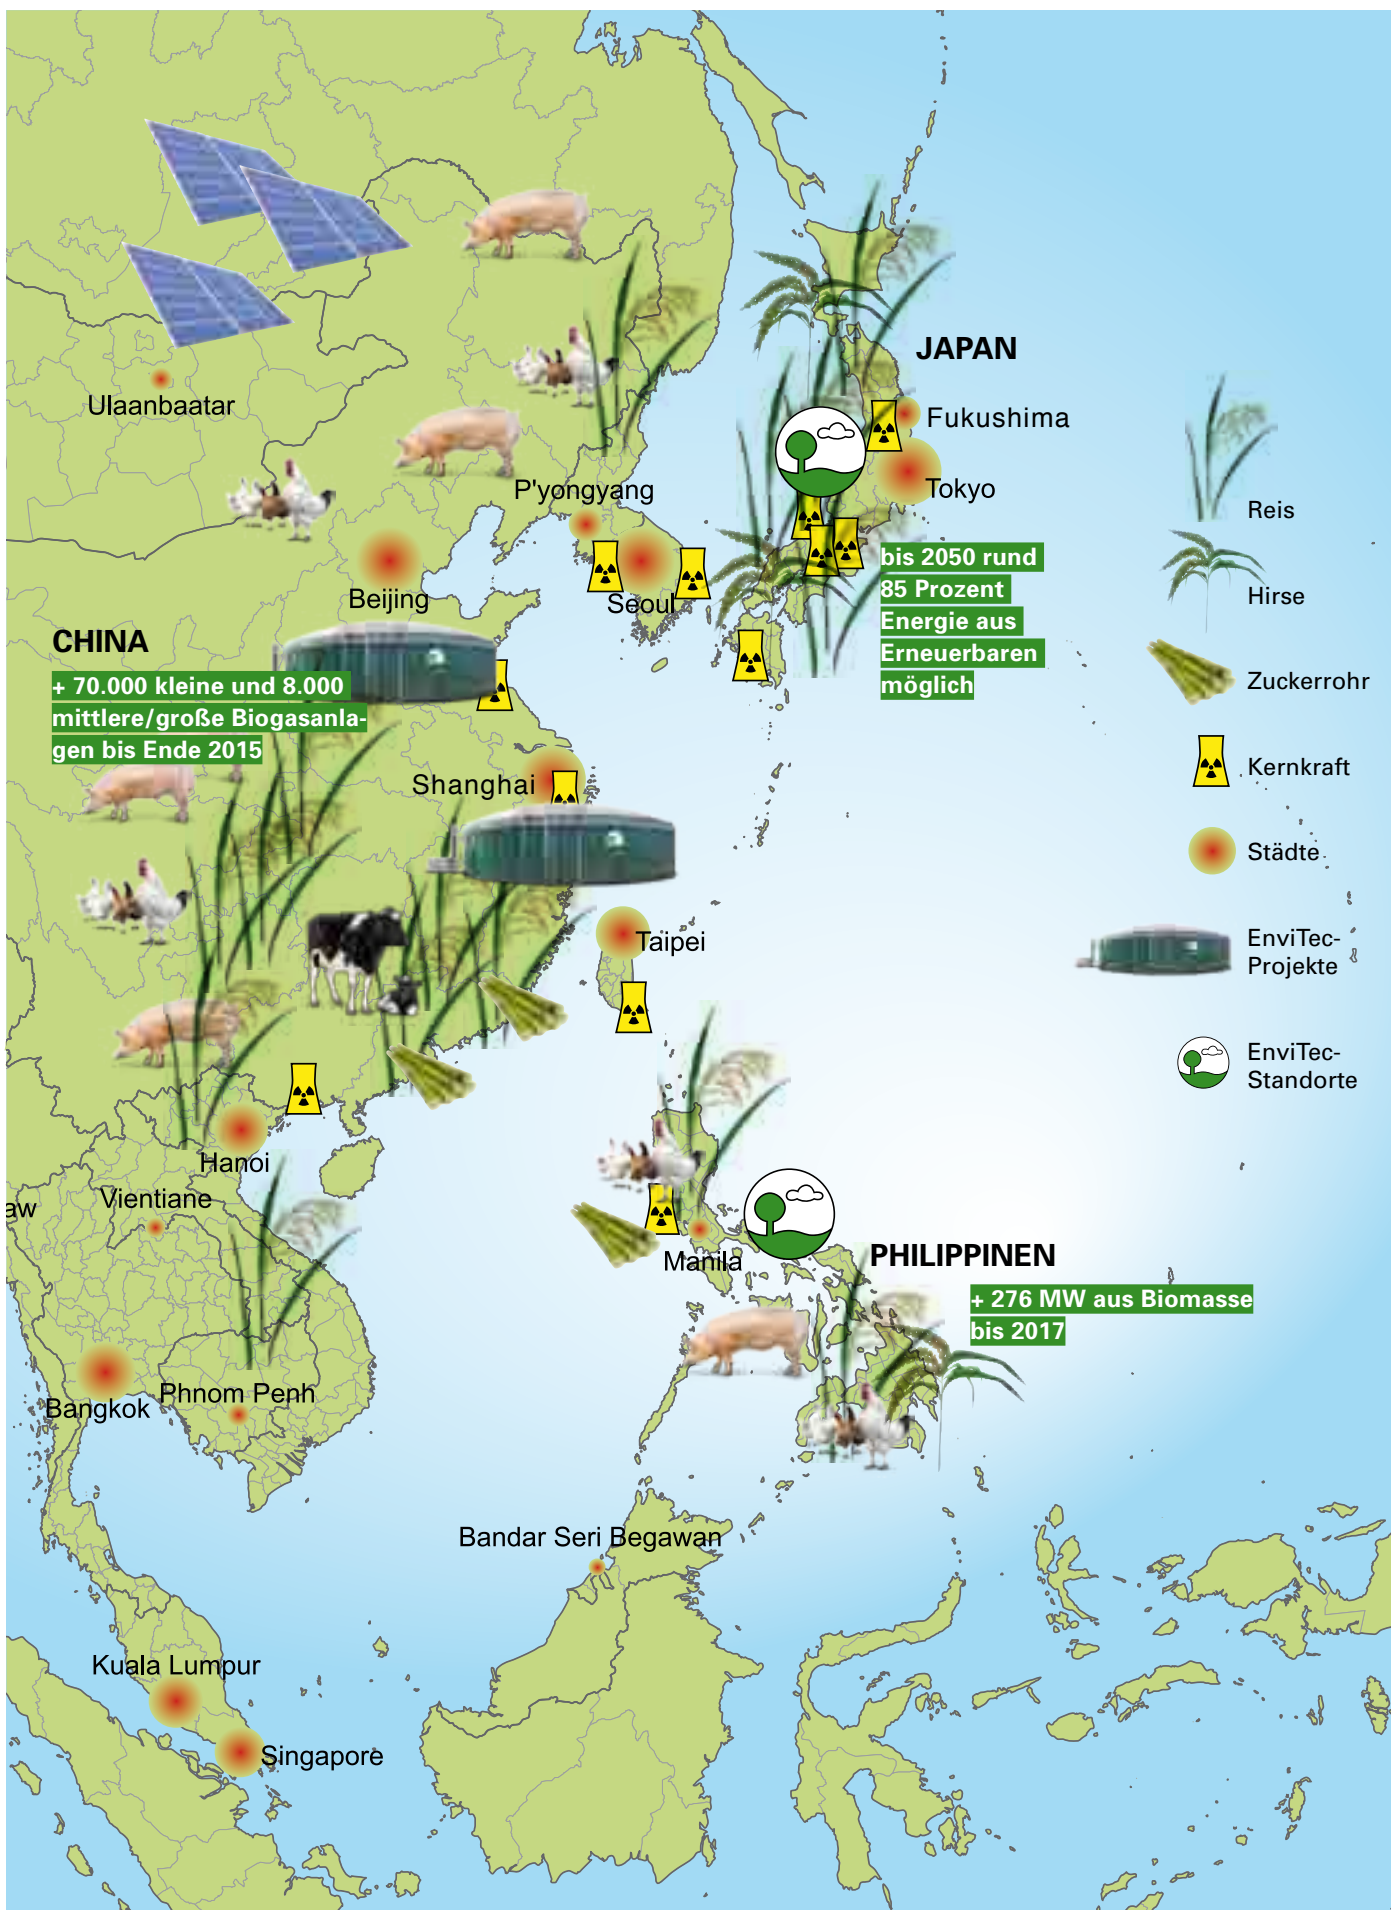 JAPAN
Ulaanbaatar
Fukushima
P'yongyang
Tokyo
Reis
bis 2050 rund
85 Prozent
Energie aus
Erneuerbaren
möglich
Beijing
Seoul
Hirse
CHINA
+ 70.000 kleine und 8.000
mittlere/große Biogasanla-
gen bis Ende 2015
Zuckerrohr
Shanghai
Kernkraft
Städte
Taipei
EnviTec-
Projekte
EnviTec-
Standorte
Hanoi
aw
Vientiane
Manila
PHILIPPINEN
+ 276 MW aus Biomasse
bis 2017
Bangkok
Phnom Penh
Bandar Seri Begawan
Kuala Lumpur
Singapore